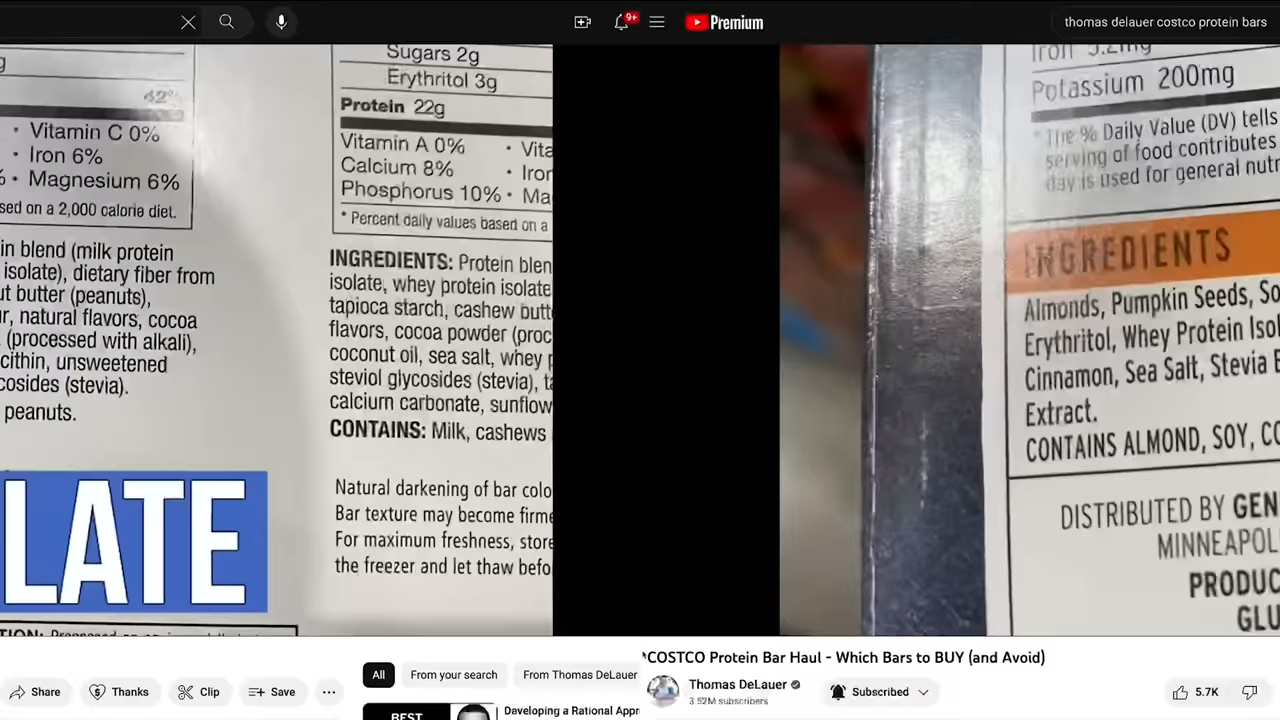 9+
Premium
thomas delauer costco protein bars
42%
• Vitamin C 0%
• Iron 6%
• Magnesium 6%
sed on a 2,000 calorie diet.
in blend (milk protein
isolate), dietary fiber from
ut butter (peanuts),
r, natural flavors, cocoa
(processed with alkali),
cithin, unsweetened
cosides (stevia).
peanuts.
LATE
Sugars 2g
Erythritol 3g
Protein 22g
Vitamin A 0% • Vita
Calcium 8% • Iron
Phosphorus 10% • Ma
* Percent daily values based on a
INGREDIENTS: Protein blen
isolate, whey protein isolate
tapioca starch, cashew butt
flavors, cocoa powder (proc
coconut oil, sea salt, whey p
steviol glycosides (stevia), ta
calcium carbonate, sunflow
CONTAINS: Milk, cashews
Natural darkening of bar colo
Bar texture may become firme
For maximum freshness, store
the freezer and let thaw befo
Iron 3.2mg
Potassium 200mg
* The % Daily Value (DV) tells
serving of food contributes
day is used for general nutr
INGREDIENTS
Almonds, Pumpkin Seeds, So
Erythritol, Whey Protein Isol
Cinnamon, Sea Salt, Stevia E
Extract.
CONTAINS ALMOND, SOY, CO
DISTRIBUTED BY GEN
MINNEAPOL
PRODUC
GLU
Share
Thanks
Clip
Save
All
From your search
From Thomas DeLauer
BEST
Developing a Rational Appr
*COSTCO Protein Bar Haul - Which Bars to BUY (and Avoid)
Thomas DeLauer
3.52M subscribers
Subscribed
5.7K